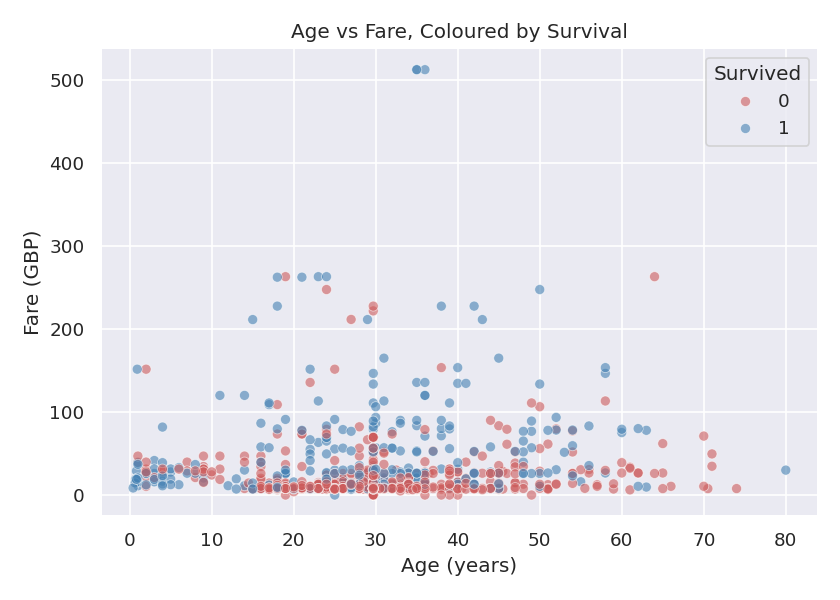 Age vs Fare, Coloured by Survival
Survived
0
1
Fare (GBP)
500
400
300
200
100
0
0 10 20 30 40 50 60 70 80
Age (years)